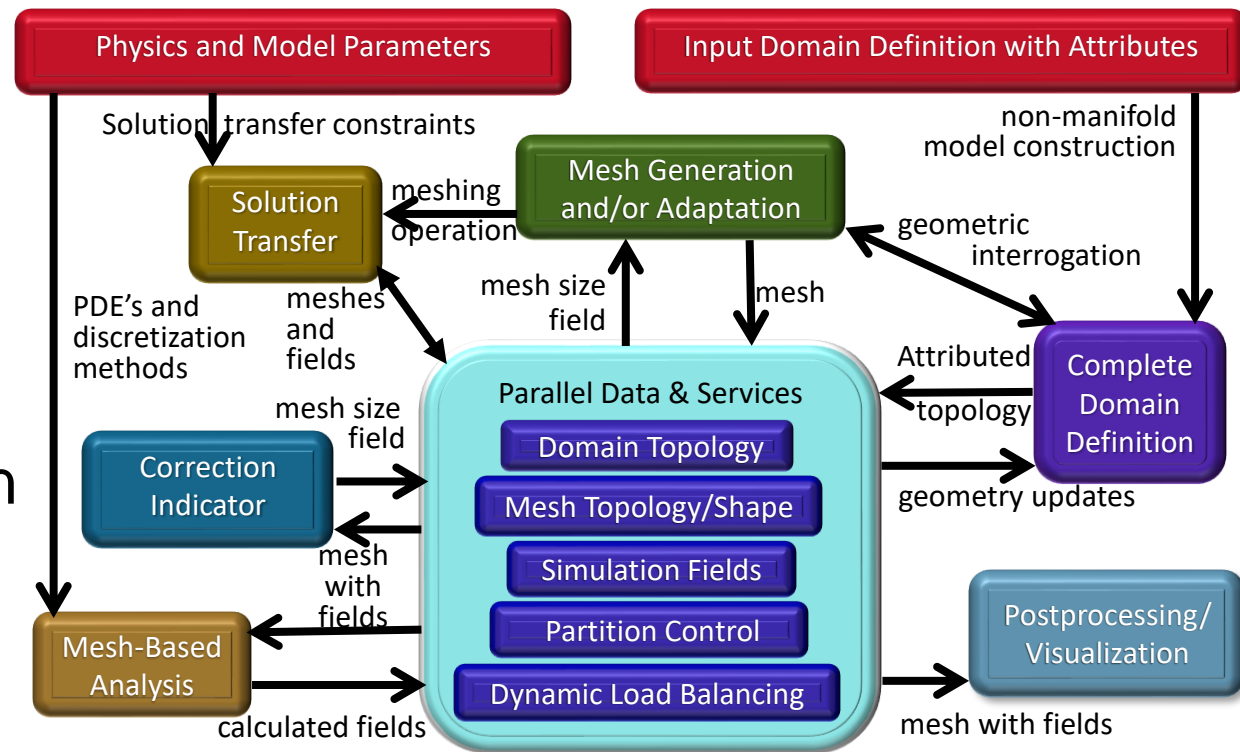 Physics and Model Parameters
Input Domain Definition with Attributes
Solution transfer constraints
non-manifold
model construction
Mesh Generation
and/or Adaptation
Solution
Transfer
meshing
operation
geometric
interrogation
PDE's and
discretization
methods
meshes
and
fields
mesh size
field
mesh
Attributed
topology
Complete
Domain
Definition
Parallel Data & Services
mesh size
field
Domain Topology
Correction
Indicator
n
Mesh Topology/Shape
geometry updates
mesh
with
fields
Simulation Fields
Partition Control
Postprocessing/
Visualization
Mesh-Based
Analysis
Dynamic Load Balancing
calculated fields
mesh with fields